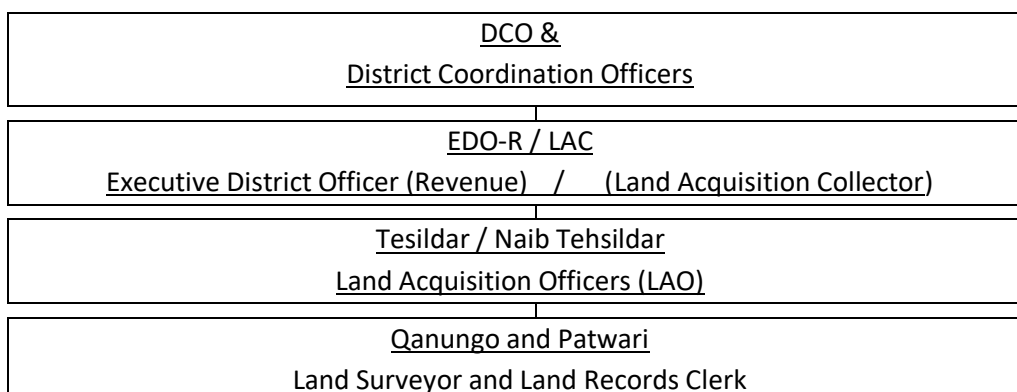 DCO &
District Coordination Officers
EDO-R / LAC
Executive District Officer (Revenue) / (Land Acquisition Collector)
Tesildar / Naib Tehsildar
Land Acquisition Officers (LAO)
Qanungo and Patwari
Land Surveyor and Land Records Clerk